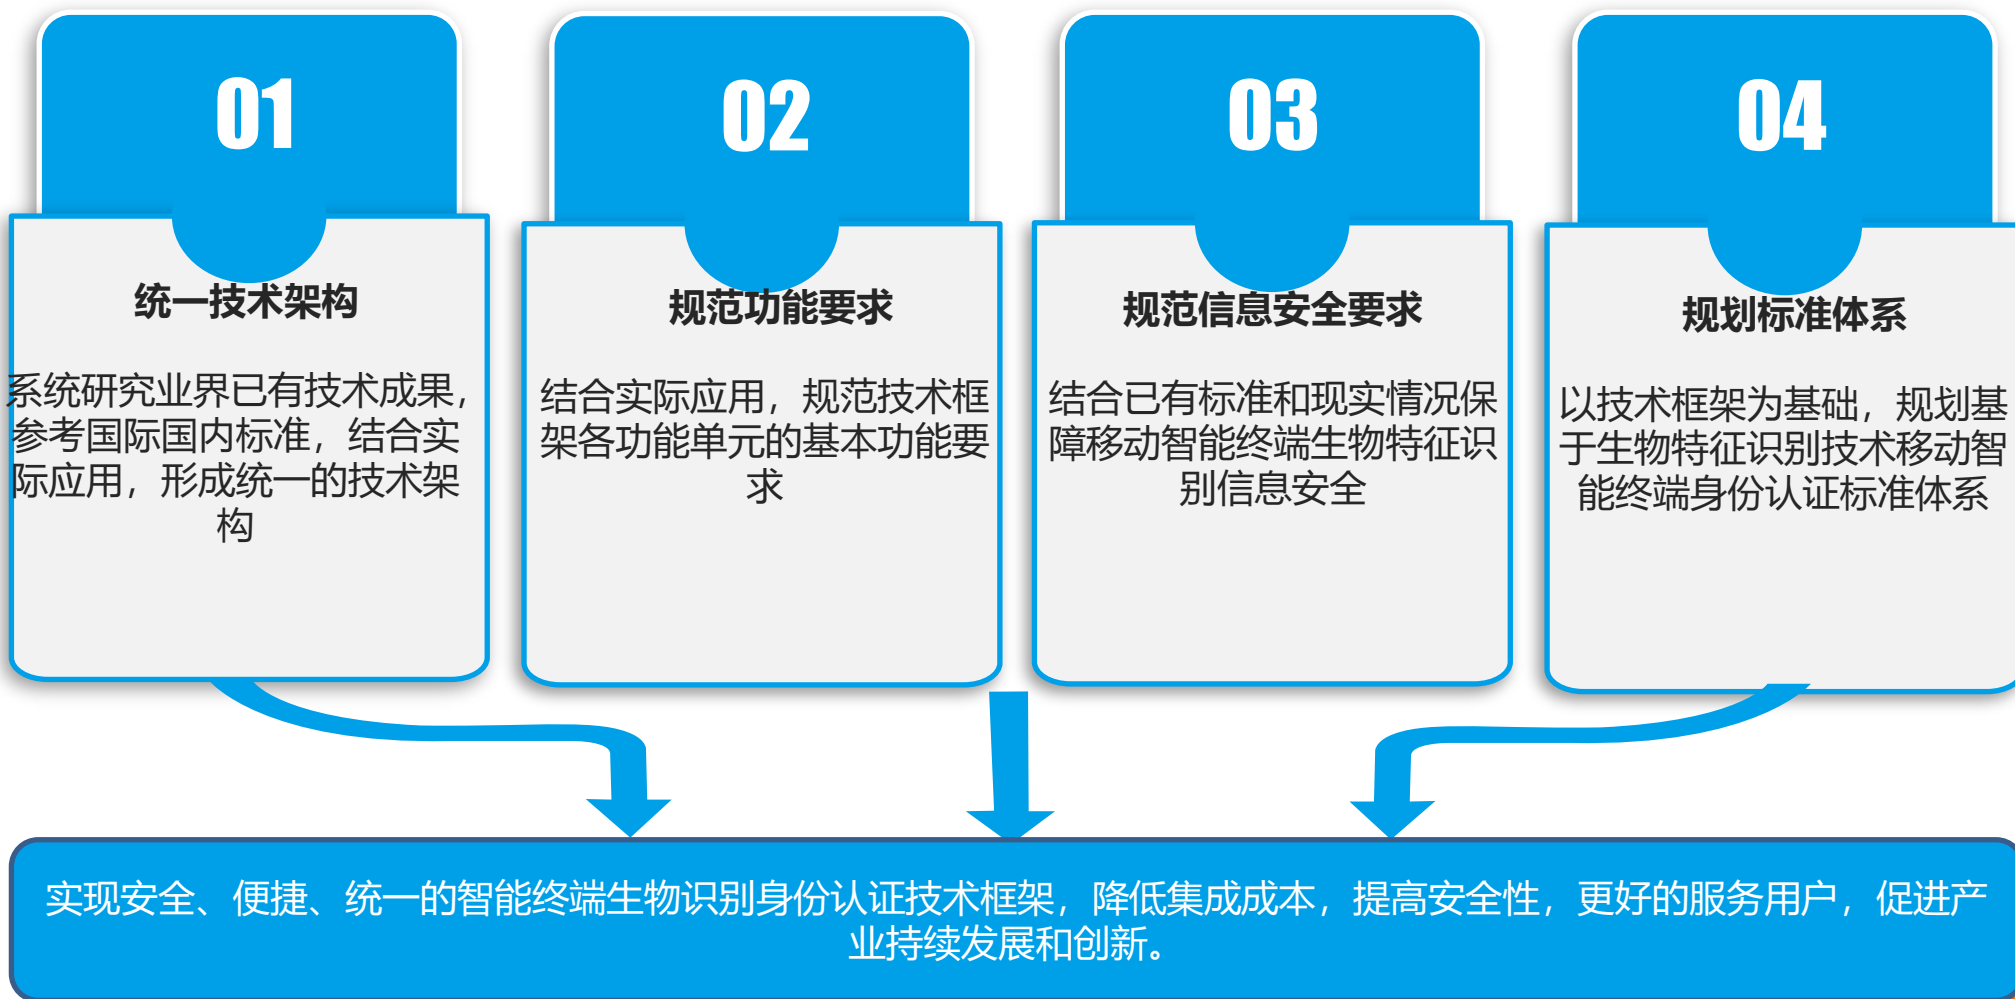 01
统一技术架构
系统研究业界已有技术成果，
参考国际国内标准，结合实
际应用，形成统一的技术架
构
02
规范功能要求
结合实际应用，规范技术框
架各功能单元的基本功能要
求
03
规范信息安全要求
结合已有标准和现实情况保
障移动智能终端生物特征识
别信息安全
04
规划标准体系
以技术框架为基础，规划基
于生物特征识别技术移动智
能终端身份认证标准体系
实现安全、便捷、统一的智能终端生物识别身份认证技术框架，降低集成成本，提高安全性，更好的服务用户，促进产
业持续发展和创新。